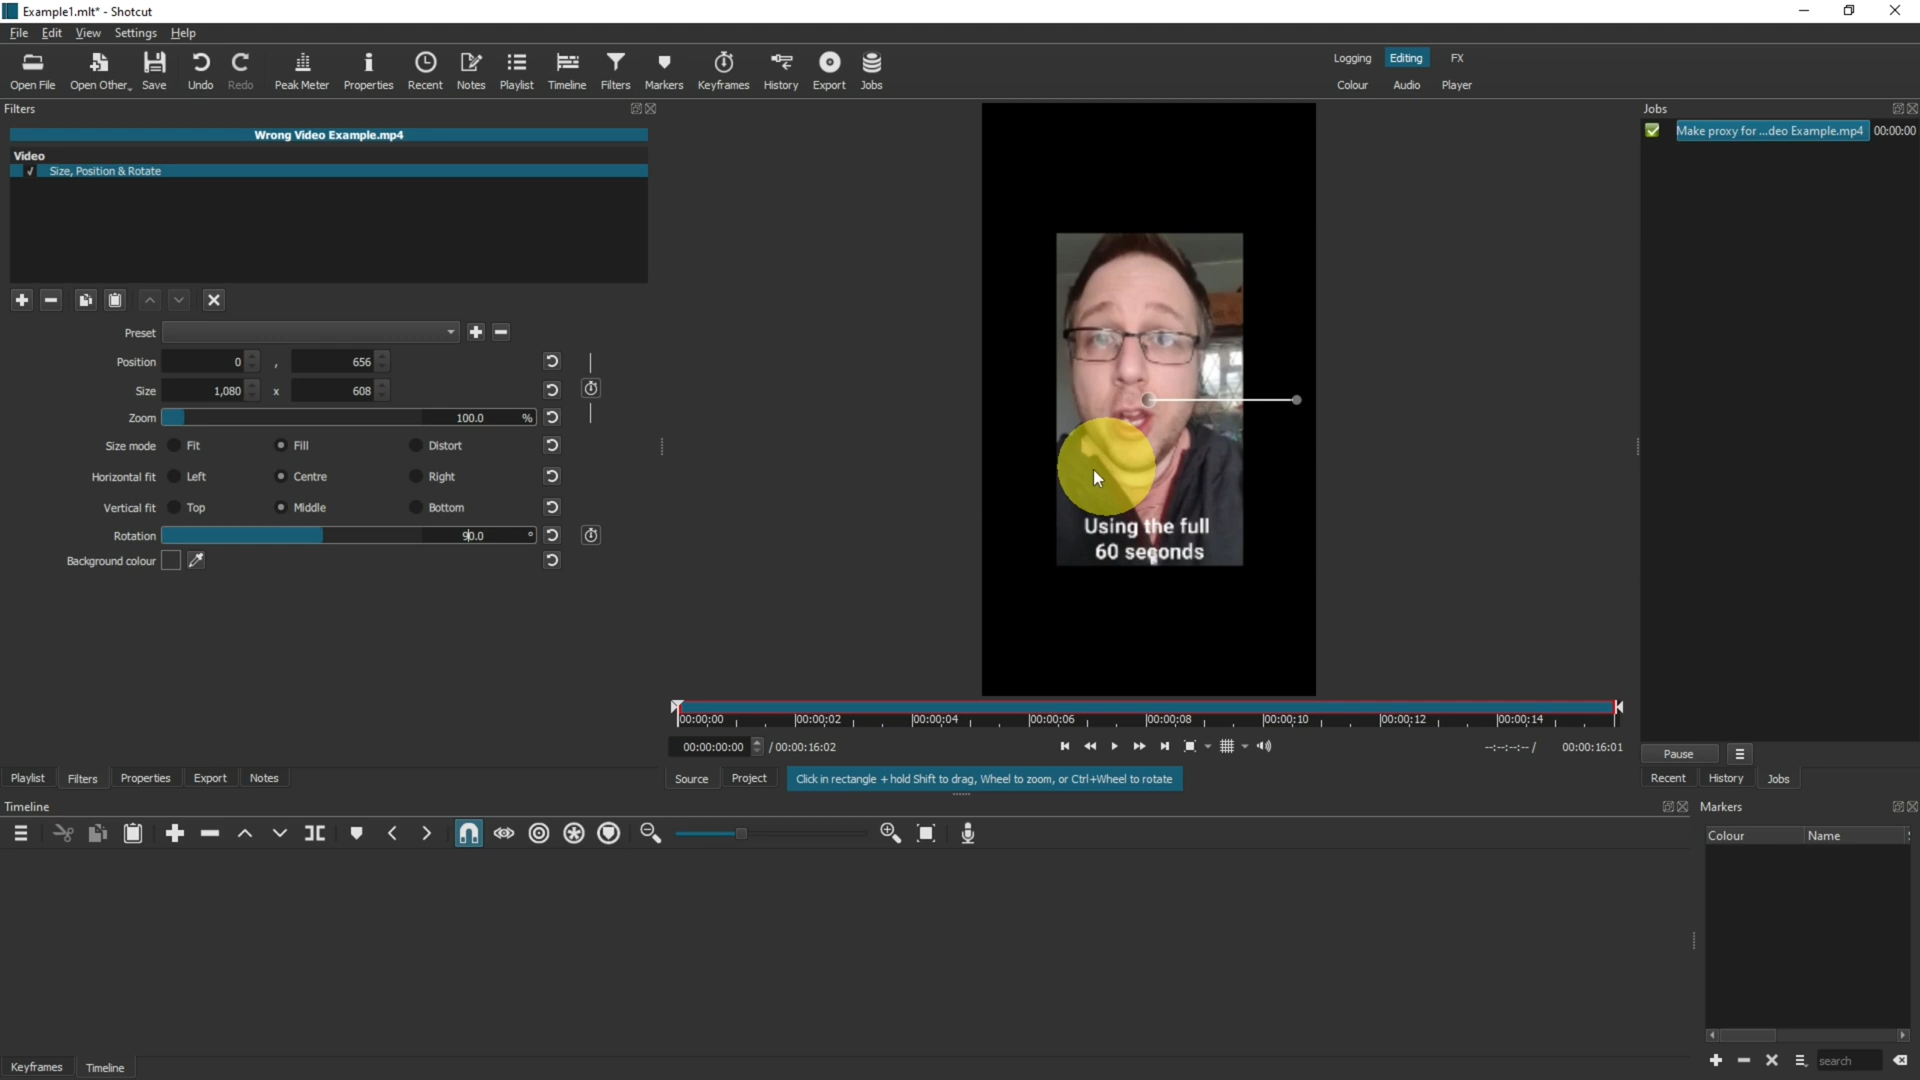 Example1.mlt* - Shotcut
File Edit View Settings Help
Open File Open Other... Save Undo Redo Peak Meter Properties Recent Notes Playlist Timeline Filters Markers Keyframes History Export Jobs
Logging Editing FX
Colour Audio Player
Filters
Wrong Video Example.mp4
Video
✓ Size, Position & Rotate
Preset
Position 0 , 656
Size 1,080 x 608
Zoom 100.0 %
Size mode Fit Fill Distort
Horizontal fit Left Centre Right
Vertical fit Top Middle Bottom
Rotation 90.0 °
Background colour
Playlist Filters Properties Export Notes
Using the full
60 seconds
00:00:00 00:00:02 00:00:04 00:00:06 00:00:08 00:00:10 00:00:12 00:00:14
00:00:00:00 / 00:00:16:02
--:--:--:-- / 00:00:16:01
Source Project Click in rectangle + hold Shift to drag, Wheel to zoom, or Ctrl+Wheel to rotate
Jobs
Make proxy for ...deo Example.mp4 00:00:00
Pause
Recent History Jobs
Timeline
Keyframes Timeline
Markers
Colour Name
search